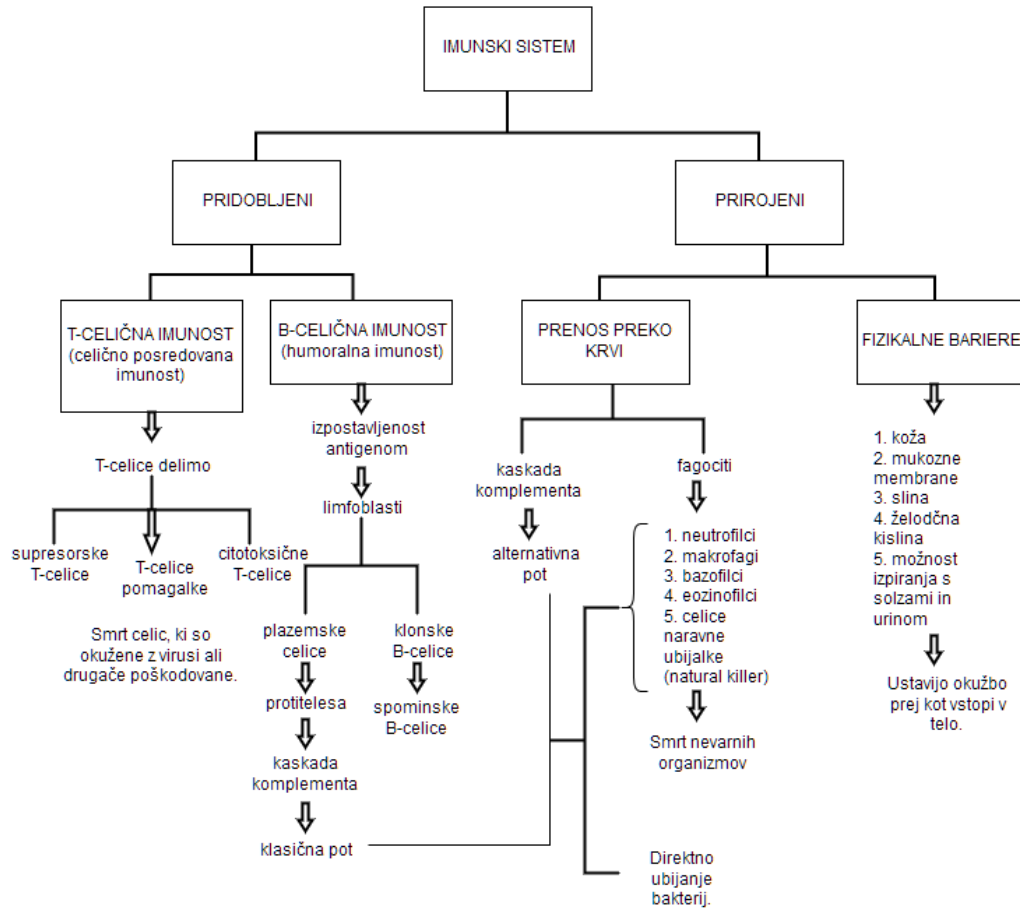 IMUNSKI SISTEM
PRIDOBLJENI
PRIROJENI
T-CELIČNA IMUNOST
(celično posredovana
imunost)
B-CELIČNA IMUNOST
(humoralna imunost)
PRENOS PREKO
KRVI
FIZIKALNE BARIERE
T-celice delimo
supresorske
T-celice
T-celice
pomagalke
citotoksične
T-celice
Smrt celic, ki so
okužene z virusi ali
drugače poškodovane.
izpostavljenost
antigenom
limfoblasti
plazemske
celice
protitelesa
kaskada
komplementa
klasična pot
klonske
B-celice
spominske
B-celice
kaskada
komplementa
alternativna
pot
fagociti
1. neutrofilci
2. makrofagi
3. bazofilci
4. eozinofilci
5. celice
naravne
ubijalke
(natural killer)
Smrt nevarnih
organizmov
Direktno
ubijanje
bakterij.
1. koža
2. mukozne
membrane
3. slina
4. želodčna
kislina
5. možnost
izpiranja s
solzami in
urinom
Ustavijo okužbo
prej kot vstopi v
telo.